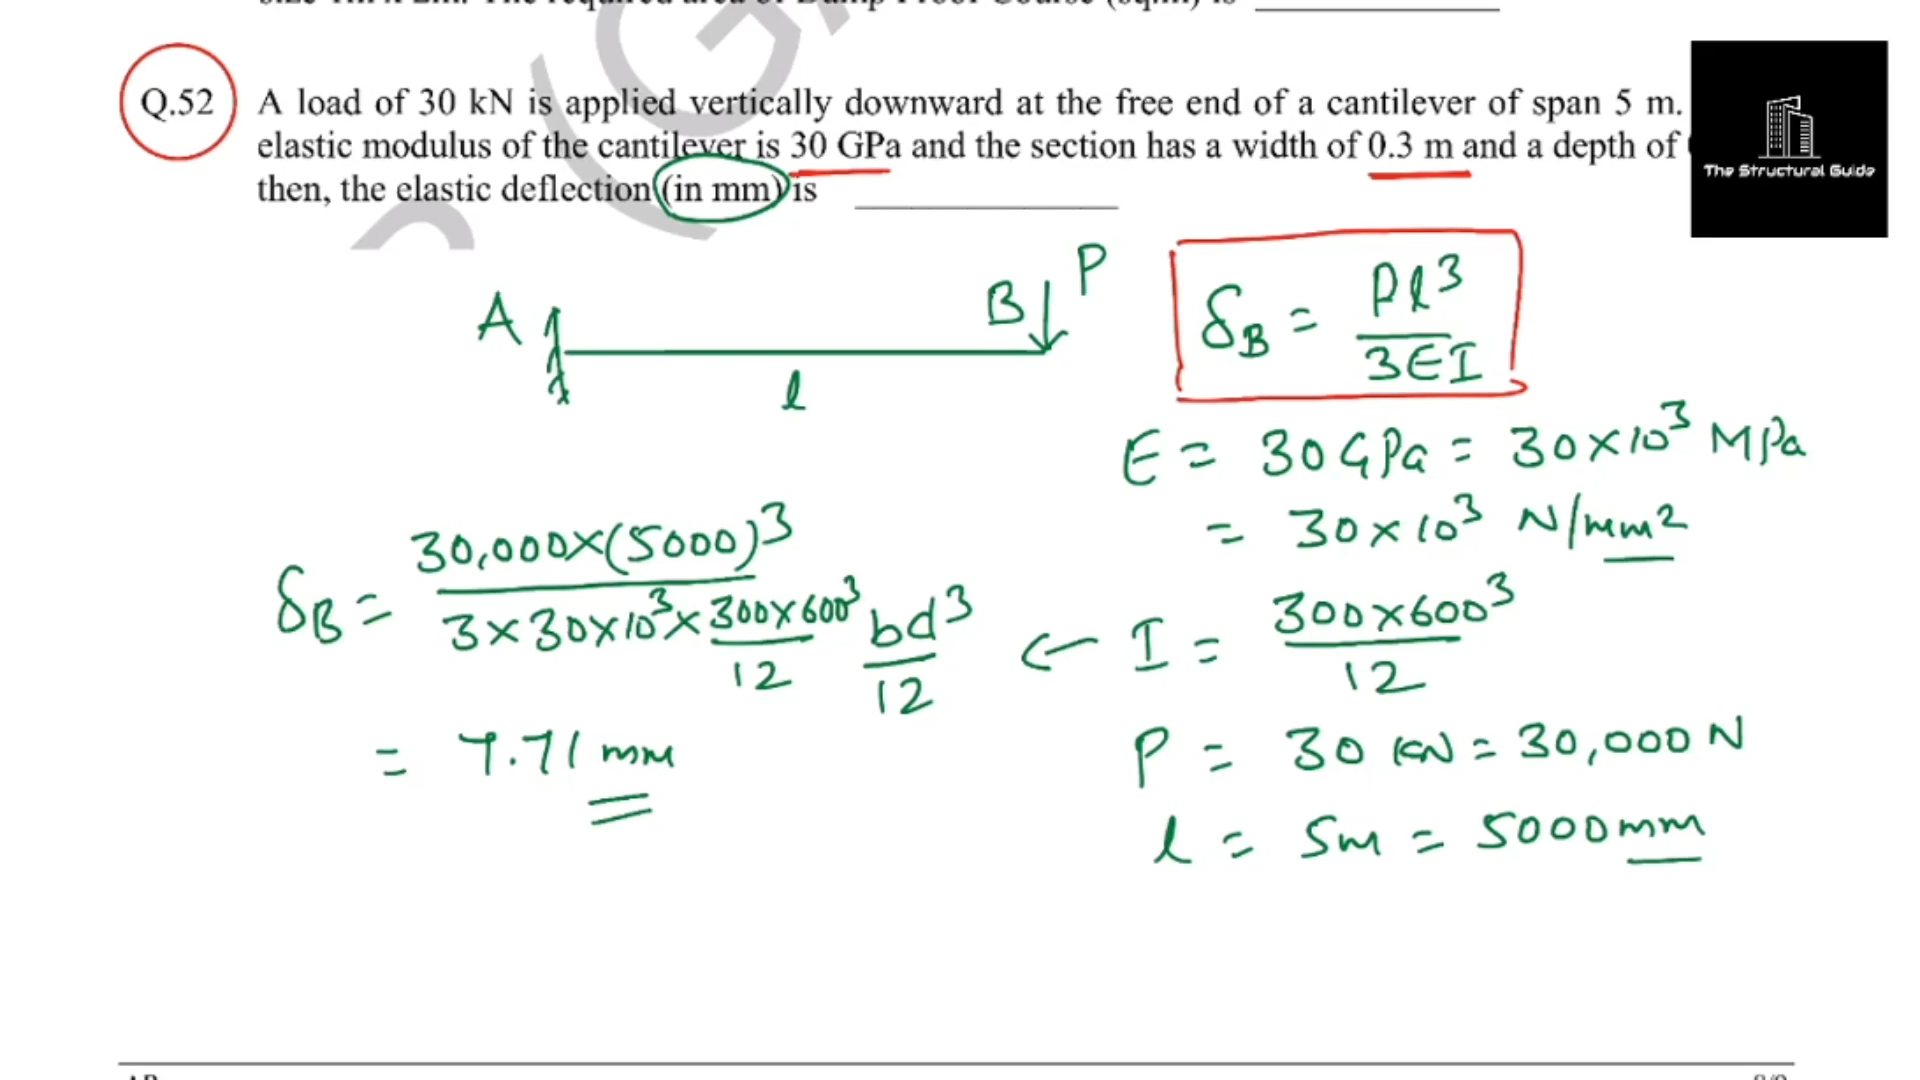 Q.52 A load of 30 kN is applied vertically downward at the free end of a cantilever of span 5 m.
elastic modulus of the cantilever is 30 GPa and the section has a width of 0.3 m and a depth of
then, the elastic deflection (in mm) is
The Structural Guide
A
B
P
l
δB = Pl³/3EI
E = 30 GPa = 30×10³ MPa
= 30×10³ N/mm2
δB = 30,000×(5000)³/3×30×10³×300×600³/12
bd³/12 ← I = 300×600³/12
= 7.71 mm
P = 30 KN = 30,000 N
l = 5m = 5000mm